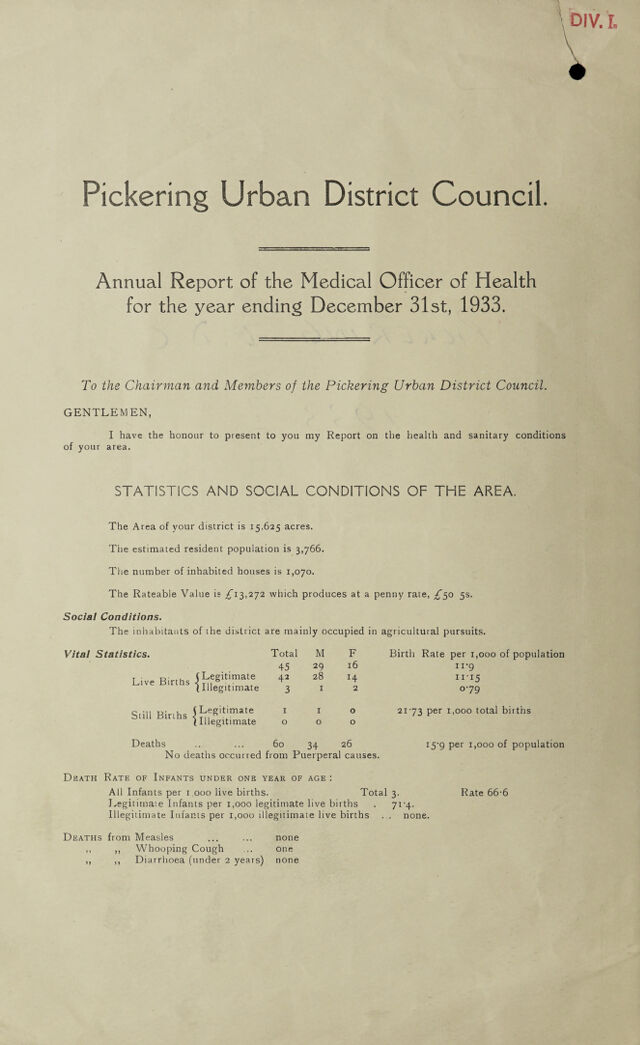 DIV. I.
Pickering Urban District Council.
Annual Report of the Medical Officer of Health
for the year ending December 31st, 1933.
To the Chairman and Members of the Pickering Urban District Council.
GENTLEMEN,
I have the honour to present to you my Report on the health and sanitary conditions
of your area.
STATISTICS AND SOCIAL CONDITIONS OF THE AREA.
The Area of your district is 15,625 acres.
The estimated resident population is 3,766.
The number of inhabited houses is 1,070.
The Rateable Value is £13,272 which produces at a penny rate, £50 5s.
Social Conditions.
The inhabitants of the district are mainly occupied in agricultural pursuits.
Vital Statistics. Total M F Birth Rate per 1,000 of population
45 29 16 11·9
Live Births { Legitimate 42 28 14 11·15
{ Illegitimate 3 1 2 0·79
Still Births { Legitimate 1 1 0 21·73 per 1,000 total births
{ Illegitimate 0 0 0
Deaths .. ... 60 34 26 15·9 per 1,000 of population
No deaths occurred from Puerperal causes.
DEATH RATE OF INFANTS UNDER ONE YEAR OF AGE :
All Infants per 1,000 live births. Total 3. Rate 66·6
Legitimate Infants per 1,000 legitimate live births . 71·4.
Illegitimate Infants per 1,000 illegitimate live births . . none.
DEATHS from Measles ... ... none
,, ,, Whooping Cough ... one
,, ,, Diarrhoea (under 2 years) none